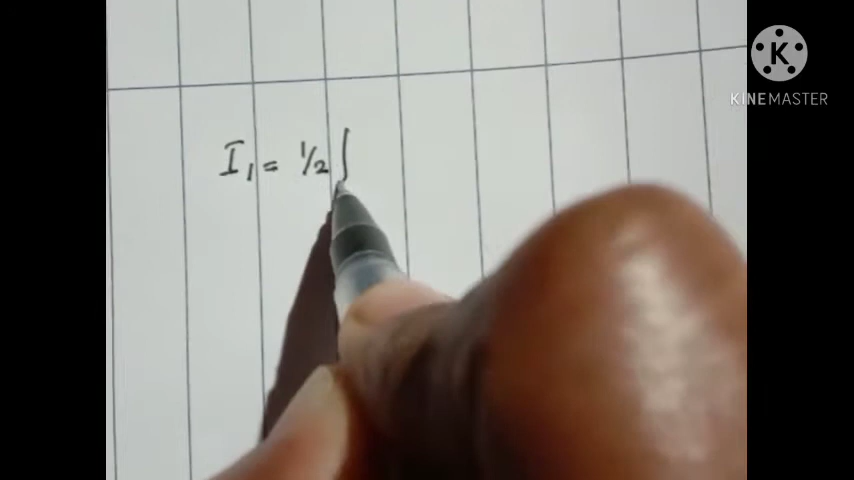 I₁ = ½ ∫
KINEMASTER